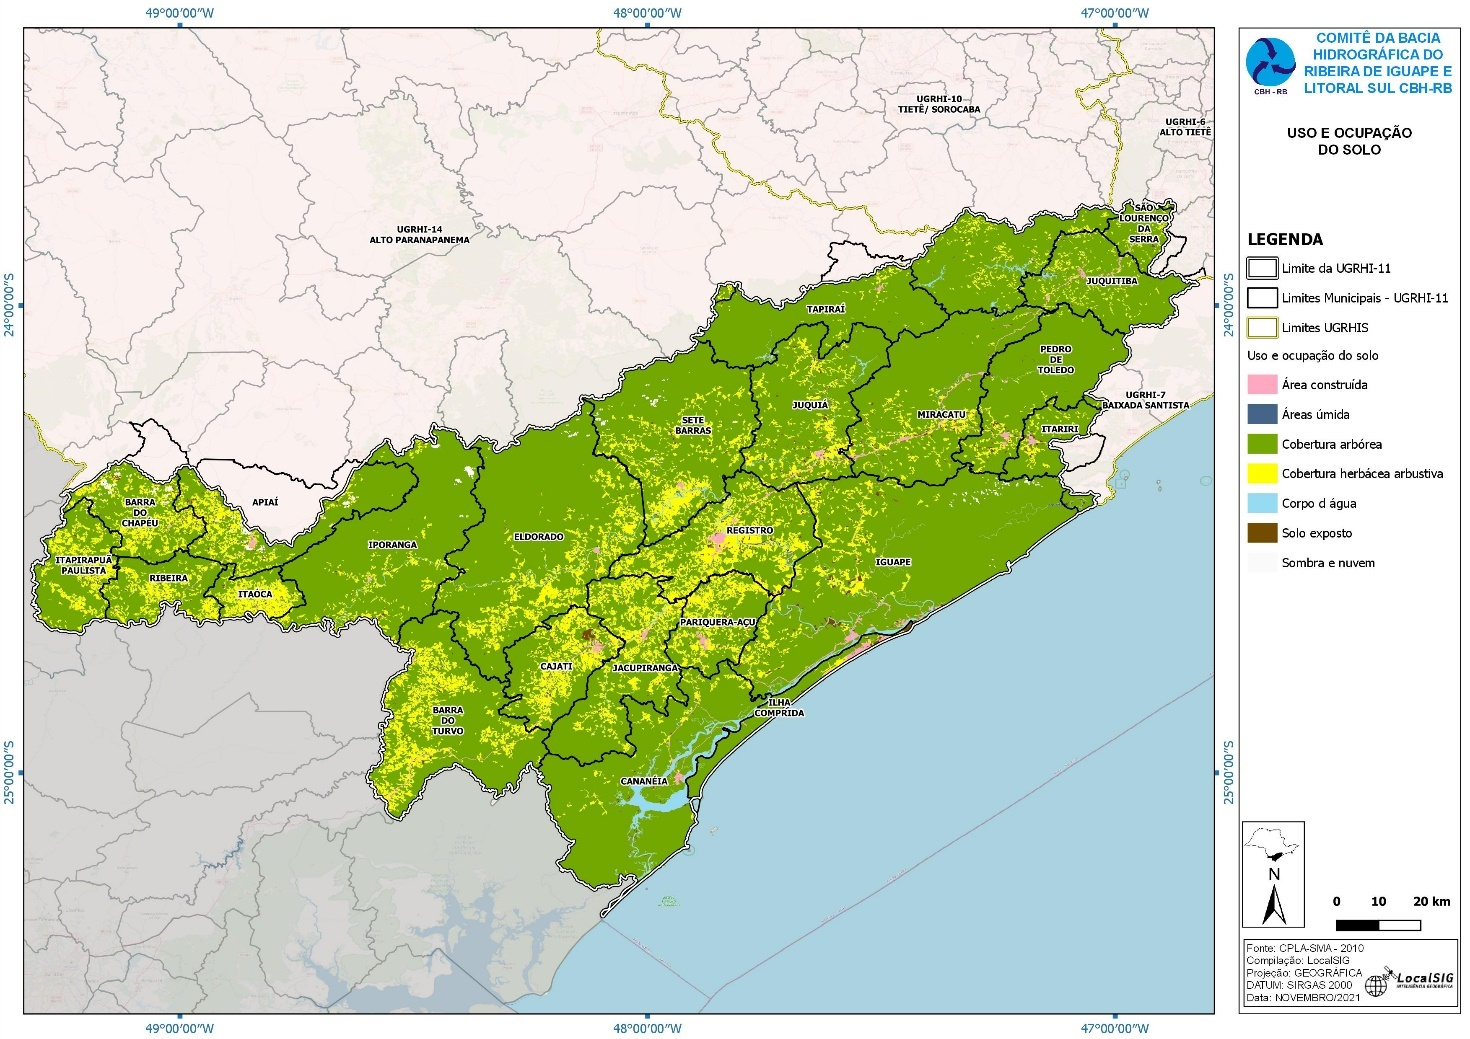 49°00'00"W
48°00'00"W
47°00'00"W
24°00'00"S
25°00'00"S
24°00'00"S
25°00'00"S
49°00'00"W
48°00'00"W
47°00'00"W
UGRHI-10
TIETÊ/ SOROCABA
UGRHI-6
ALTO TIETÊ
UGRHI-14
ALTO PARANAPANEMA
UGRHI-7
BAIXADA SANTISTA
SÃO
LOURENÇO
DA
SERRA
JUQUITIBA
TAPIRAÍ
PEDRO
DE
TOLEDO
JUQUIÁ
MIRACATU
SETE
BARRAS
ITARIRI
APIAÍ
BARRA
DO
CHAPÉU
REGISTRO
ELDORADO
IPORANGA
IGUAPE
ITAPIRAPUÃ
PAULISTA
RIBEIRA
ITAÓCA
PARIQUERA-AÇU
CAJATI
JACUPIRANGA
BARRA
DO
TURVO
ILHA
COMPRIDA
CANANÉIA
CBH - RB
COMITÊ DA BACIA
HIDROGRÁFICA DO
RIBEIRA DE IGUAPE E
LITORAL SUL CBH-RB
USO E OCUPAÇÃO
DO SOLO
LEGENDA
Limite da UGRHI-11
Limites Municipais - UGRHI-11
Limites UGRHIS
Uso e ocupação do solo
Área construída
Áreas úmida
Cobertura arbórea
Cobertura herbácea arbustiva
Corpo d água
Solo exposto
Sombra e nuvem
N
0 10 20 km
Fonte: CPLA-SMA - 2010
Compilação: LocalSIG
Projeção: GEOGRÁFICA
DATUM: SIRGAS 2000
Data: NOVEMBRO/2021
LocalSIG
INTELIGÊNCIA GEOGRÁFICA